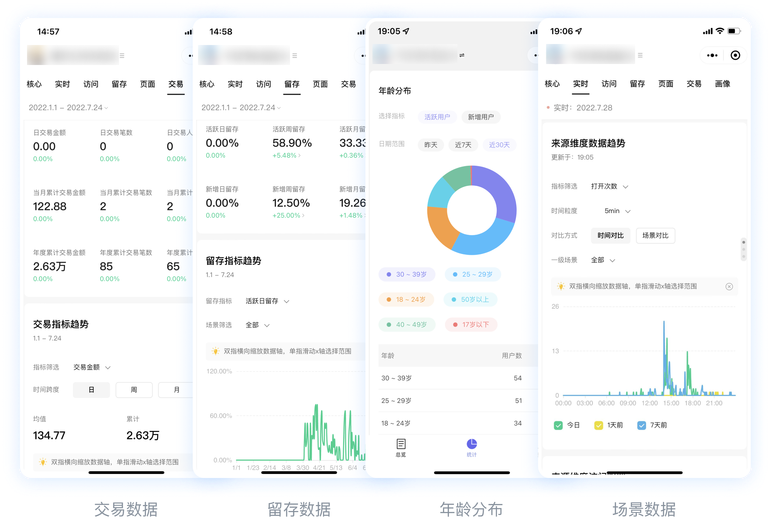 14:57
核心 实时 访问 留存 页面 交易
2022.1.1 ~ 2022.7.24
日交易金额 日交易笔数 日交易人
0.00 0 0
0.00% 0.00% 0.00%
当月累计交易金额 当月累计交易笔数 当月累
122.88 2 2
0.00% 0.00% 0.00%
年度累计交易金额 年度累计交易笔数 年度累
2.63万 85 65
0.00% 0.00% 0.00%
交易指标趋势
1.1 ~ 7.24
指标筛选 交易金额
时间跨度 日 周 月
均值 累计
134.77 2.63万
双指横向缩放数据轴，单指滑动x轴选择范围
交易数据
14:58
核心 实时 访问 留存 页面 交易
2022.1.1 ~ 2022.7.24
活跃日留存 活跃周留存 活跃月留
0.00% 58.90% 33.33
0.00% +5.48% +0.36%
新增日留存 新增周留存 新增月留
0.00% 12.50% 19.26
0.00% +25.00% +1.48%
留存指标趋势
1.1 ~ 7.24
留存指标 活跃日留存
场景筛选 全部
双指横向缩放数据轴，单指滑动x轴选择范围
120.00%
60.00%
0.00%
1/1 1/23 2/14 3/8 3/30 4/21 5/13 6/4
留存数据
19:05
年龄分布
选择指标 活跃用户 新增用户
日期范围 昨天 近7天 近30天
30 ~ 39岁 25 ~ 29岁
18 ~ 24岁 50岁以上
40 ~ 49岁 17岁以下
年龄 用户数
30 ~ 39岁 54
25 ~ 29岁 51
18 ~ 24岁 34
总览 统计
年龄分布
19:06
核心 实时 访问 留存 页面 交易 画像
实时：2022.7.28
来源维度数据趋势
更新于：19:05
指标筛选 打开次数
时间粒度 5min
对比方式 时间对比 场景对比
一级场景 全部
双指横向缩放数据轴，单指滑动x轴选择范围
26
13
0
00:00 03:00 06:00 09:00 12:00 15:00 18:00 21:00
今日 1天前 7天前
场景数据